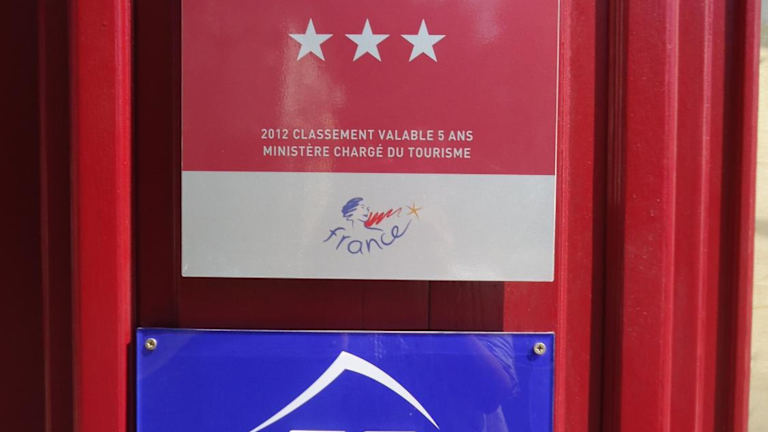 2012 CLASSEMENT VALABLE 5 ANS
MINISTÈRE CHARGÉ DU TOURISME
france